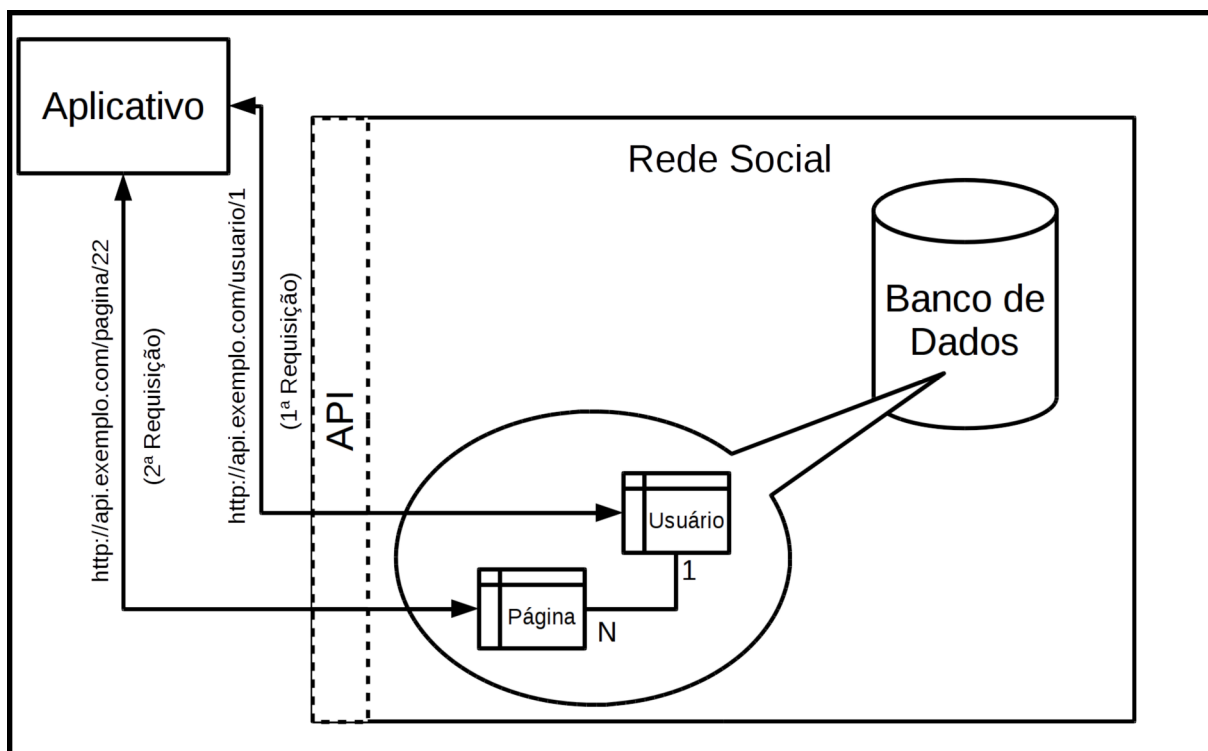 Aplicativo
Rede Social
Banco de
Dados
http://api.exemplo.com/pagina/22
(2ª Requisição)
http://api.exemplo.com/usuario/1
(1ª Requisição)
API
Usuário
1
Página
N